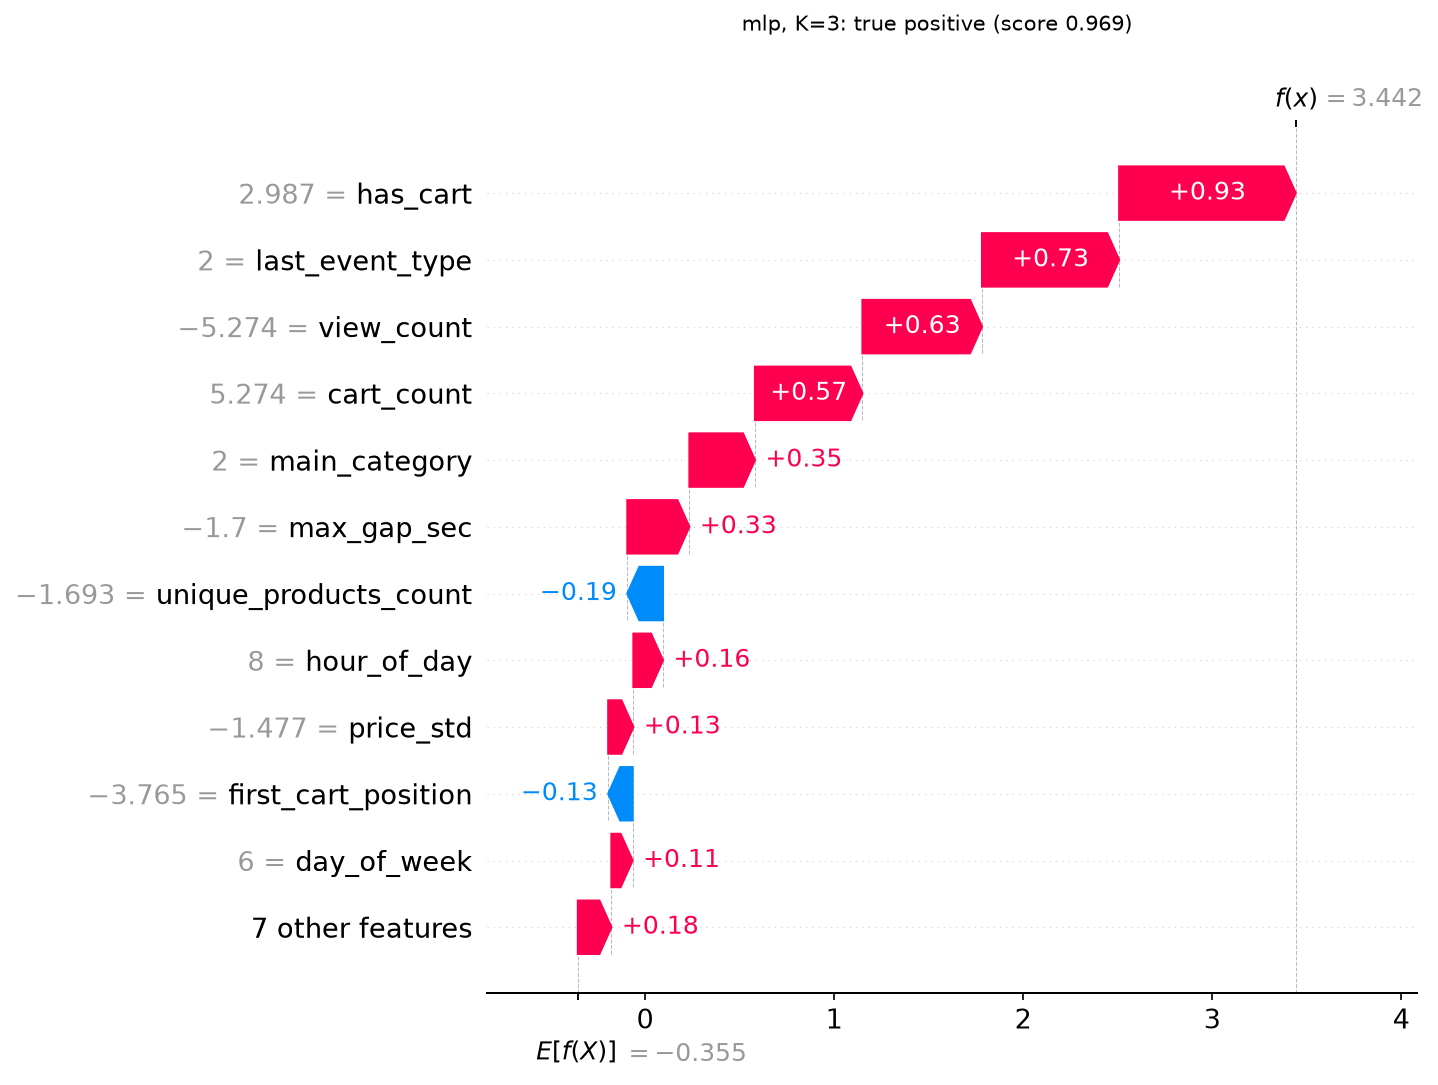 mlp, K=3: true positive (score 0.969)
f(x) = 3.442
2.987 = has_cart +0.93
2 = last_event_type +0.73
−5.274 = view_count +0.63
5.274 = cart_count +0.57
2 = main_category +0.35
−1.7 = max_gap_sec +0.33
−1.693 = unique_products_count −0.19
8 = hour_of_day +0.16
−1.477 = price_std +0.13
−3.765 = first_cart_position −0.13
6 = day_of_week +0.11
7 other features +0.18
0 1 2 3 4
E[f(X)] = −0.355